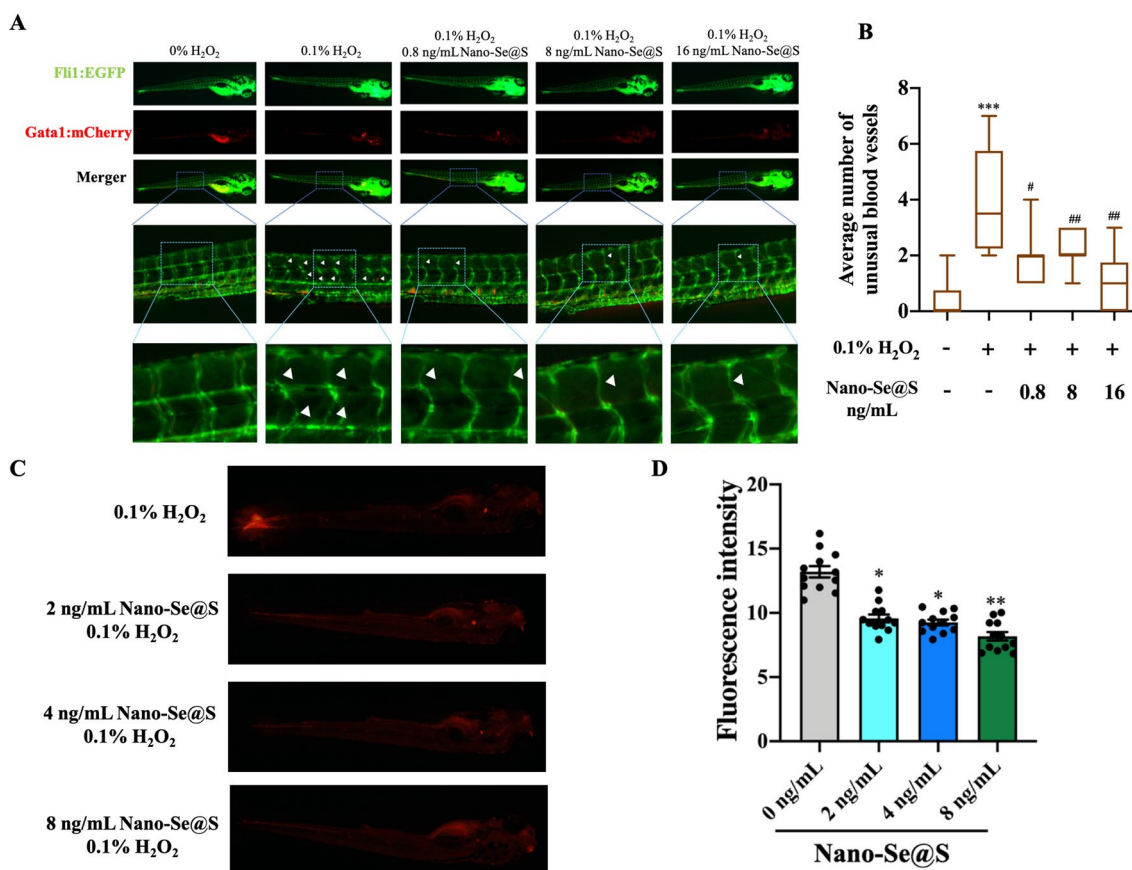 A
0% H₂O₂
0.1% H₂O₂
0.1% H₂O₂
0.8 ng/mL Nano-Se@S
0.1% H₂O₂
8 ng/mL Nano-Se@S
0.1% H₂O₂
16 ng/mL Nano-Se@S
Fli1:EGFP
Gata1:mCherry
Merger
B
Average number of
unusual blood vessels
8
6
4
2
0
***
#
##
##
0.1% H₂O₂ - + + + +
Nano-Se@S
ng/mL
- - 0.8 8 16
C
0.1% H₂O₂
2 ng/mL Nano-Se@S
0.1% H₂O₂
4 ng/mL Nano-Se@S
0.1% H₂O₂
8 ng/mL Nano-Se@S
0.1% H₂O₂
D
Fluorescence intensity
20
15
10
5
0
*
*
**
0 ng/mL
2 ng/mL
4 ng/mL
8 ng/mL
Nano-Se@S